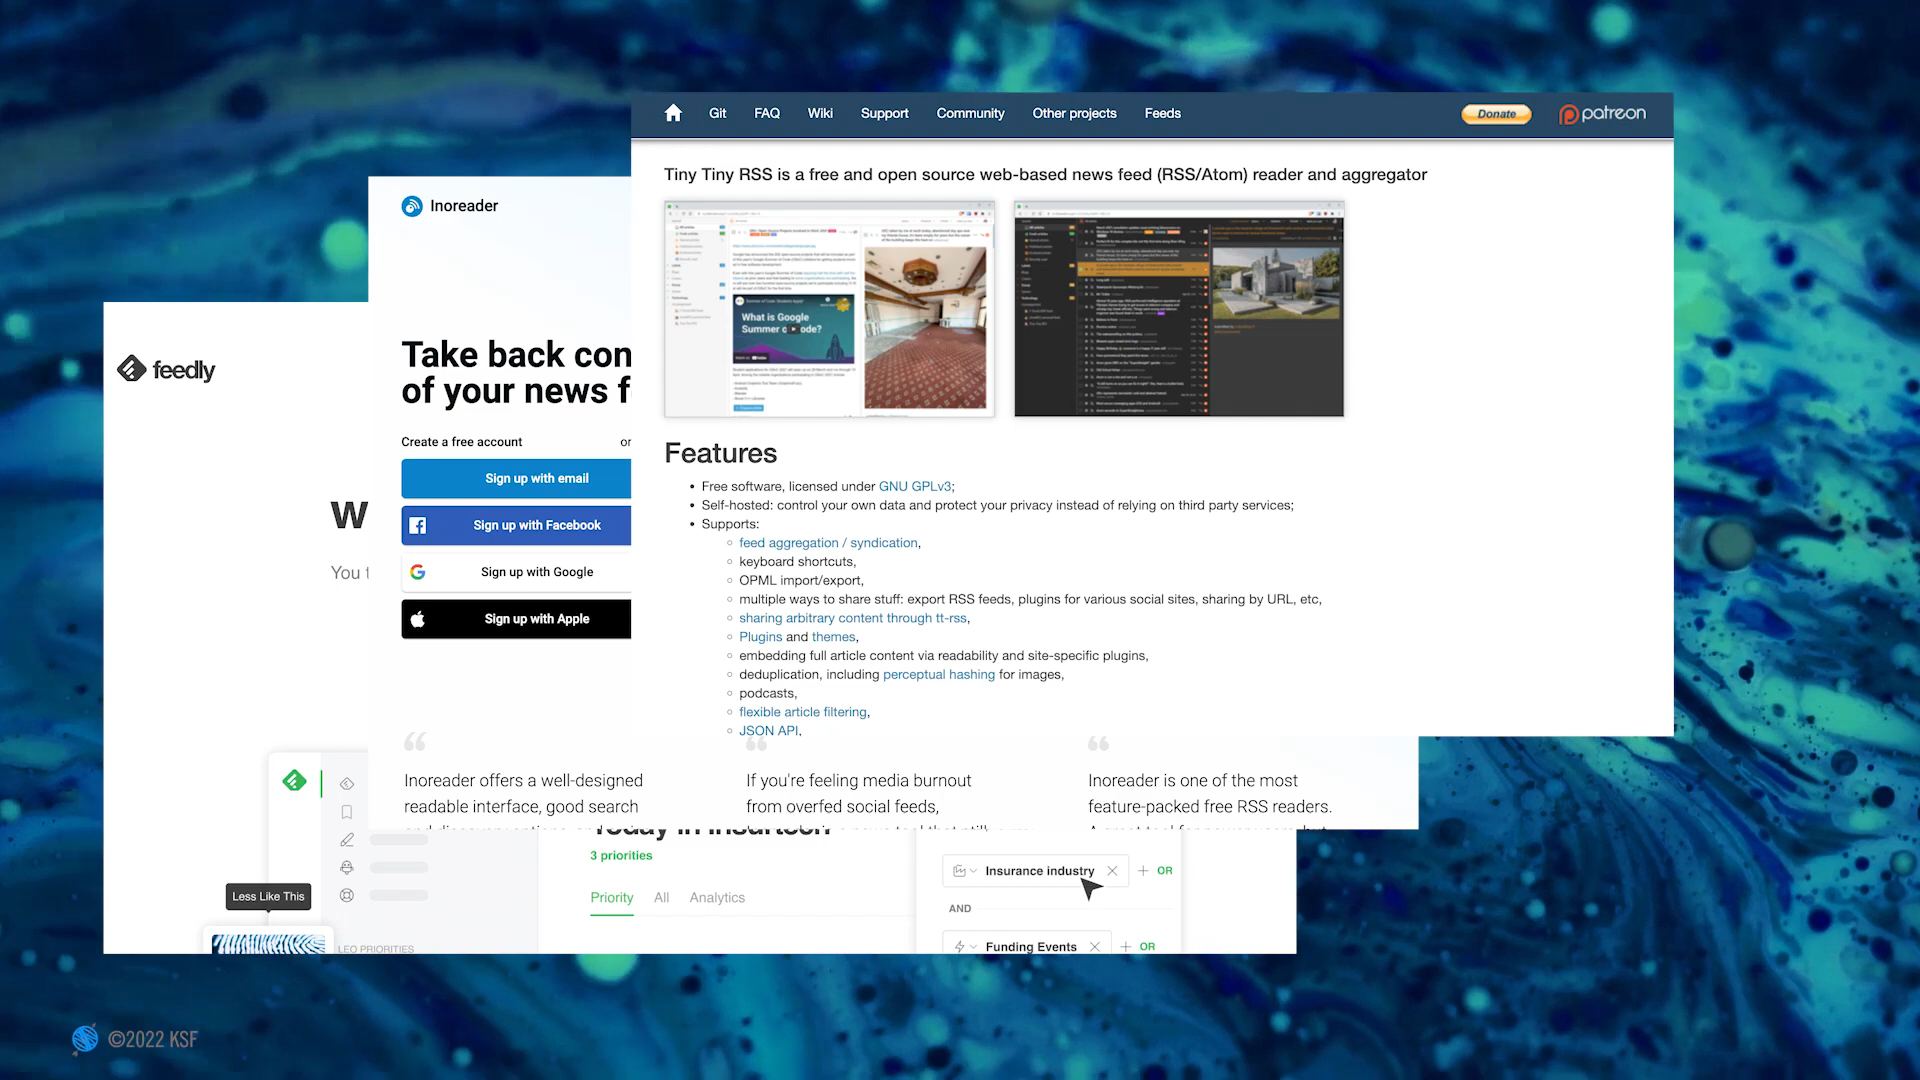 Git FAQ Wiki Support Community Other projects Feeds Donate patreon
Tiny Tiny RSS is a free and open source web-based news feed (RSS/Atom) reader and aggregator
What is Google
Summer of Code?
Features
• Free software, licensed under GNU GPLv3;
• Self-hosted: control your own data and protect your privacy instead of relying on third party services;
• Supports:
◦ feed aggregation / syndication,
◦ keyboard shortcuts,
◦ OPML import/export,
◦ multiple ways to share stuff: export RSS feeds, plugins for various social sites, sharing by URL, etc,
◦ sharing arbitrary content through tt-rss,
◦ Plugins and themes,
◦ embedding full article content via readability and site-specific plugins,
◦ deduplication, including perceptual hashing for images,
◦ podcasts,
◦ flexible article filtering,
◦ JSON API,
Inoreader
Take back con
of your news f
Create a free account or
Sign up with email
Sign up with Facebook
Sign up with Google
Sign up with Apple
“
Inoreader offers a well-designed
readable interface, good search
“
If you're feeling media burnout
from overfed social feeds,
“
Inoreader is one of the most
feature-packed free RSS readers.
feedly
W
You t
Today in Insurtech
3 priorities
Priority All Analytics
Less Like This
LEO PRIORITIES
Insurance industry × + OR
AND
Funding Events × + OR
©2022 KSF